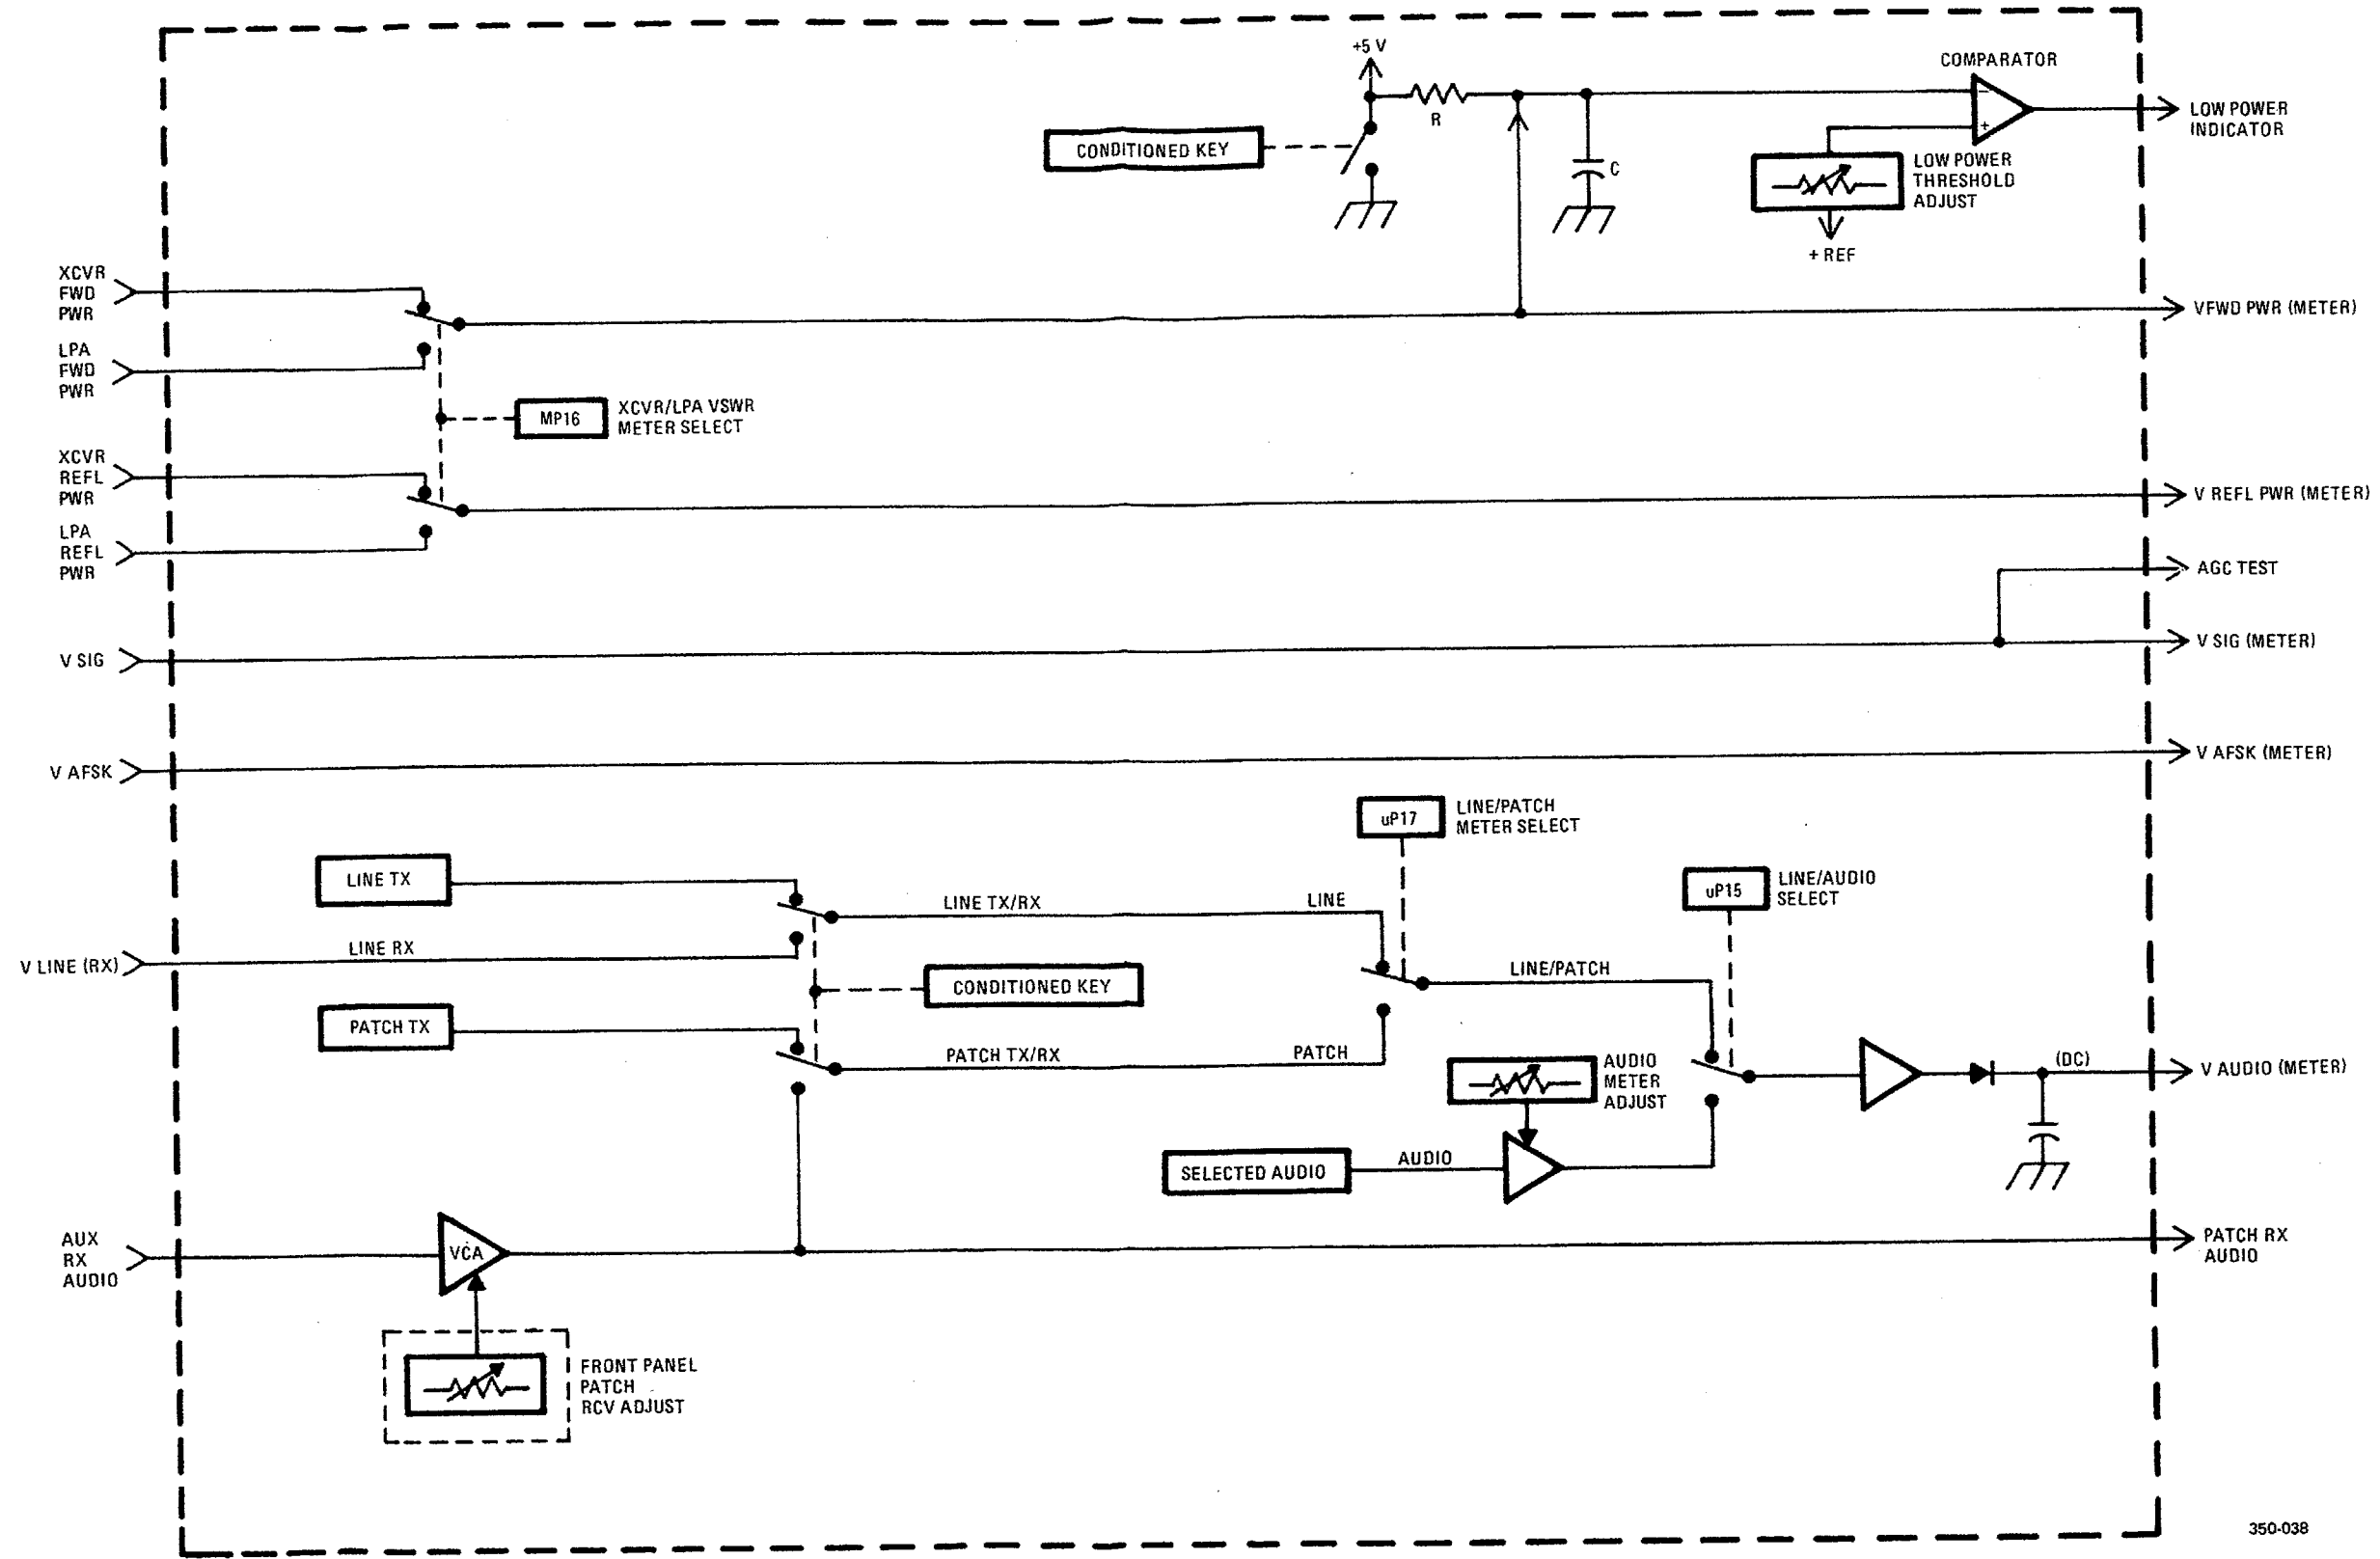 +5 V
COMPARATOR
−
+
LOW POWER
INDICATOR
R
CONDITIONED KEY
C
LOW POWER
THRESHOLD
ADJUST
+ REF
XCVR
FWD
PWR
VFWD PWR (METER)
LPA
FWD
PWR
MP16
XCVR/LPA VSWR
METER SELECT
XCVR
REFL
PWR
V REFL PWR (METER)
LPA
REFL
PWR
AGC TEST
V SIG
V SIG (METER)
V AFSK
V AFSK (METER)
uP17
LINE/PATCH
METER SELECT
LINE TX
uP15
LINE/AUDIO
SELECT
LINE TX/RX
LINE
V LINE (RX)
LINE RX
LINE/PATCH
CONDITIONED KEY
PATCH TX
PATCH TX/RX
PATCH
AUDIO
METER
ADJUST
(DC)
V AUDIO (METER)
SELECTED AUDIO
AUDIO
AUX
RX
AUDIO
VCA
PATCH RX
AUDIO
FRONT PANEL
PATCH
RCV ADJUST
350-038